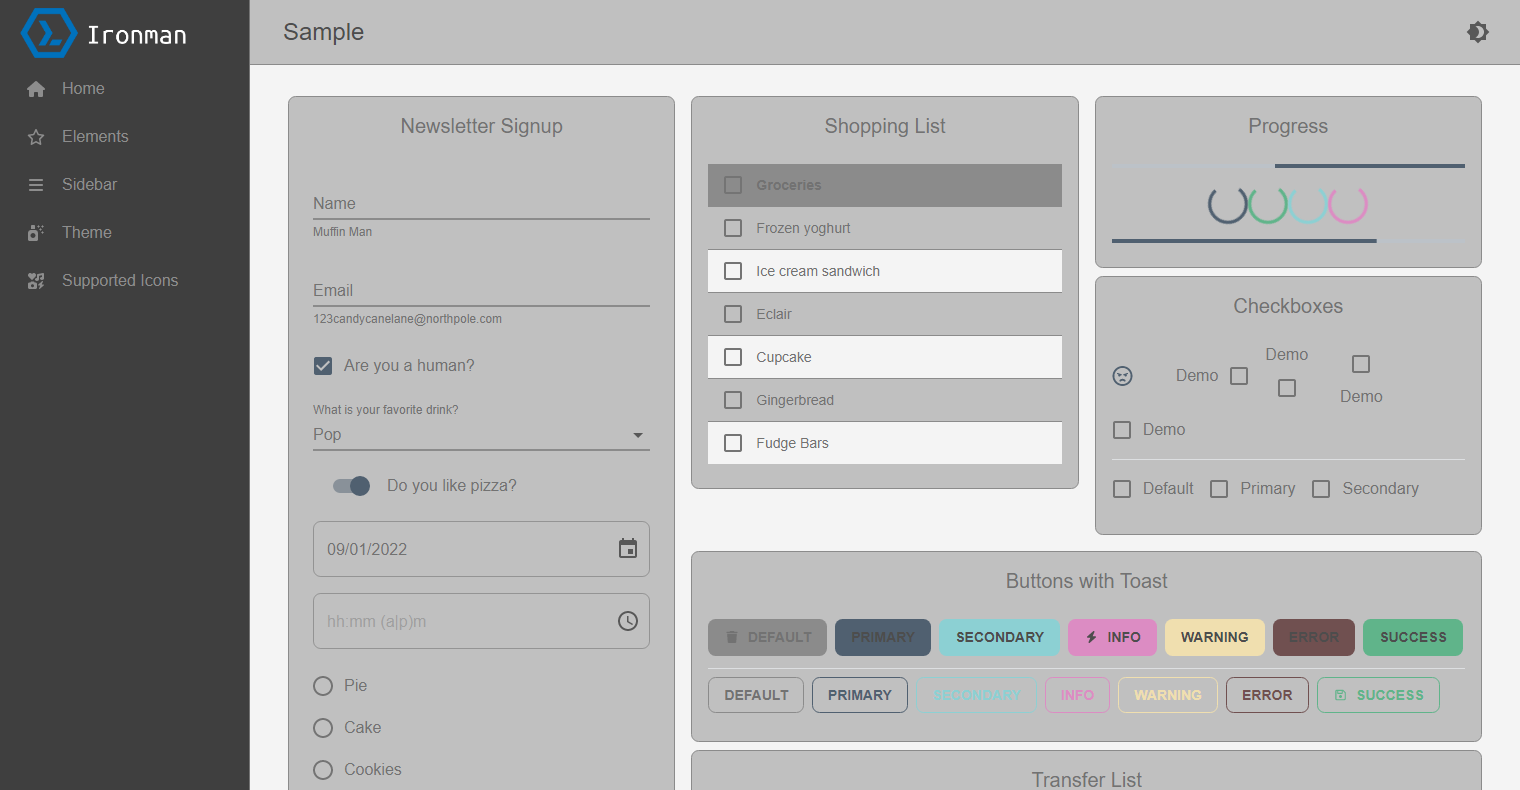 Ironman
Home
Elements
Sidebar
Theme
Supported Icons
Sample
Newsletter Signup
Name
Muffin Man
Email
123candycanelane@northpole.com
Are you a human?
What is your favorite drink?
Pop
Do you like pizza?
09/01/2022
hh:mm (a|p)m
Pie
Cake
Cookies
Shopping List
Groceries
Frozen yoghurt
Ice cream sandwich
Eclair
Cupcake
Gingerbread
Fudge Bars
Progress
Checkboxes
Demo
Demo
Demo
Demo
Default Primary Secondary
Buttons with Toast
DEFAULT PRIMARY SECONDARY INFO WARNING ERROR SUCCESS
DEFAULT PRIMARY SECONDARY INFO WARNING ERROR SUCCESS
Transfer List